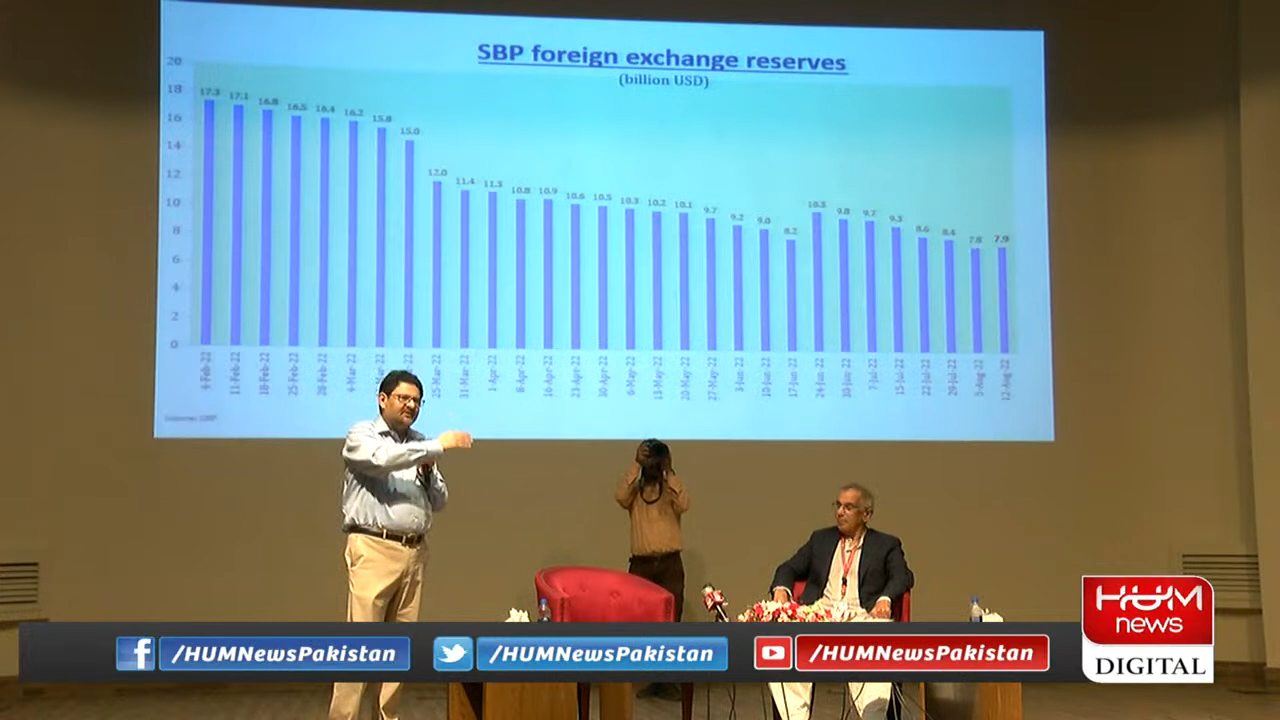 SBP foreign exchange reserves
(billion USD)
20
18
16
14
12
10
8
6
4
2
0
17.3 17.1 16.8 16.5 16.4 16.2 15.8 15.0 12.0 11.4 11.3 10.8 10.9 10.6 10.5 10.3 10.2 10.1 9.7 9.2 9.0 8.2 10.3 9.8 9.7 9.3 8.6 8.4 7.8 7.9
4-Feb-22 11-Feb-22 18-Feb-22 25-Feb-22 28-Feb-22 4-Mar-22 25-Mar-22 31-Mar-22 1-Apr-22 8-Apr-22 16-Apr-22 23-Apr-22 30-Apr-22 6-May-22 13-May-22 20-May-22 27-May-22 3-Jun-22 10-Jun-22 17-Jun-22 24-Jun-22 30-Jun-22 7-Jul-22 15-Jul-22 22-Jul-22 29-Jul-22 5-Aug-22 12-Aug-22
/HUMNewsPakistan
/HUMNewsPakistan
/HUMNewsPakistan
HUM
news
DIGITAL